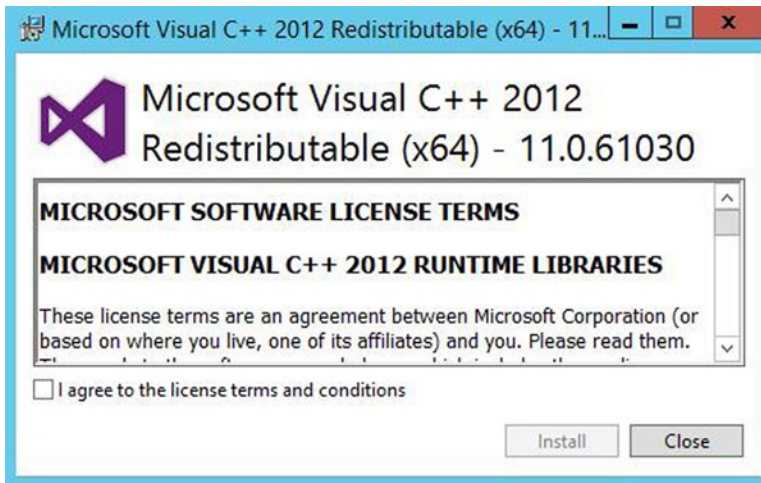 Microsoft Visual C++ 2012 Redistributable (x64) - 11...
Microsoft Visual C++ 2012
Redistributable (x64) - 11.0.61030
MICROSOFT SOFTWARE LICENSE TERMS
MICROSOFT VISUAL C++ 2012 RUNTIME LIBRARIES
These license terms are an agreement between Microsoft Corporation (or
based on where you live, one of its affiliates) and you. Please read them.
I agree to the license terms and conditions
Install
Close